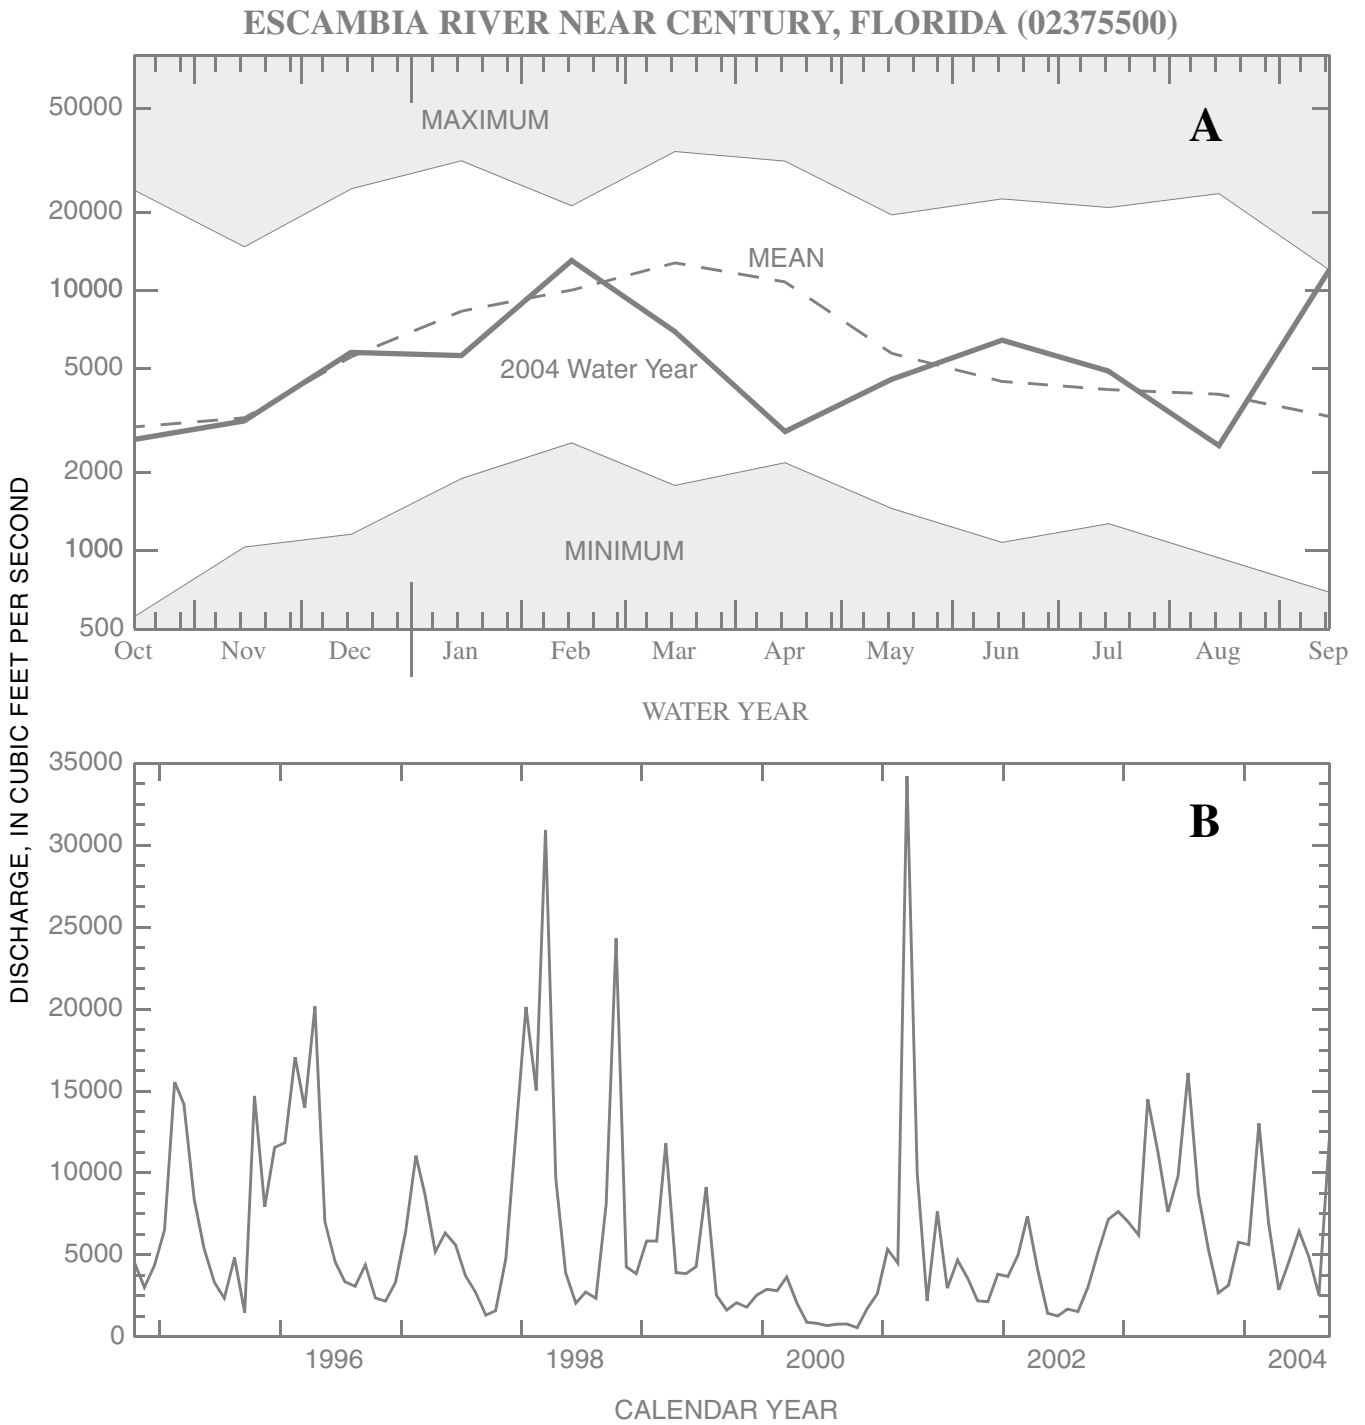 ESCAMBIA RIVER NEAR CENTURY, FLORIDA (02375500)
A
MAXIMUM
MEAN
2004 Water Year
MINIMUM
50000
20000
10000
5000
2000
1000
500
Oct Nov Dec Jan Feb Mar Apr May Jun Jul Aug Sep
WATER YEAR
DISCHARGE, IN CUBIC FEET PER SECOND
B
35000
30000
25000
20000
15000
10000
5000
0
1996 1998 2000 2002 2004
CALENDAR YEAR